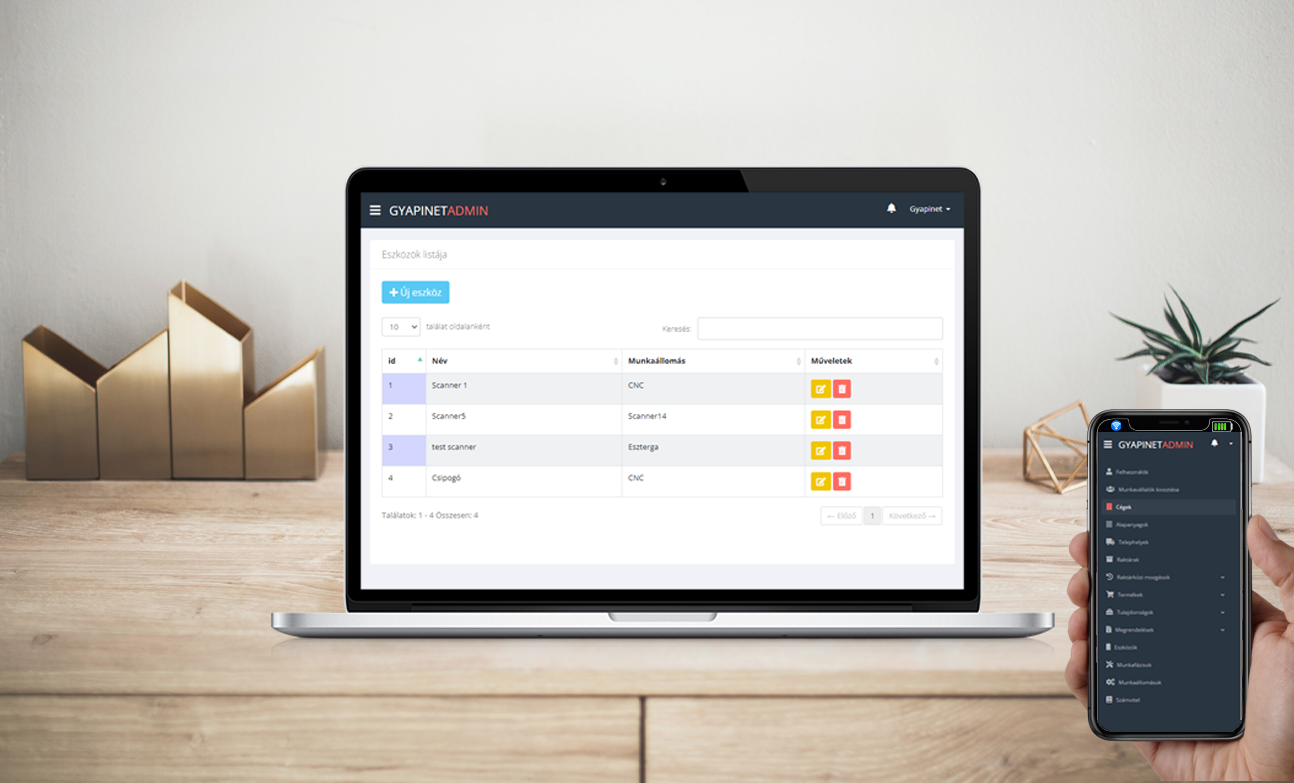 GYAPINETADMIN
Gyapinet
Eszközök listája
Új eszköz
10 találat oldalanként
Keresés:
id Név Munkaállomás Műveletek
1 Scanner 1 CNC
2 Scanner5 Scanner14
3 test scanner Eszterga
4 Csipogó CNC
Találatok: 1 - 4 Összesen: 4
← Előző 1 Következő →
GYAPINETADMIN
Felhasználók
Munkavállalók beosztása
Cégek
Alapanyagok
Telephelyek
Raktárak
Raktárközi mozgások
Termékek
Tulajdonságok
Megrendelések
Eszközök
Munkafázisok
Munkaállomások
Számvitel